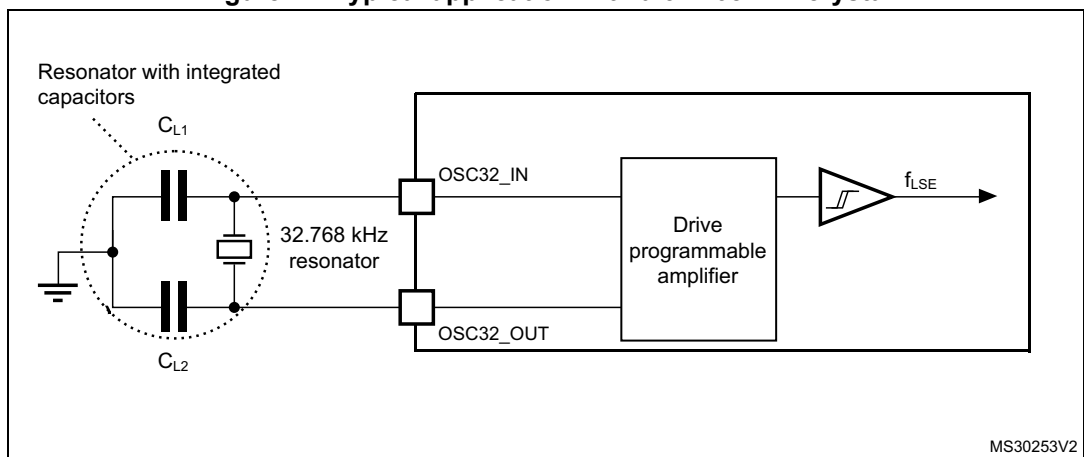 Resonator with integrated
capacitors
CL1
OSC32_IN
fLSE
32.768 kHz
resonator
Drive
programmable
amplifier
OSC32_OUT
CL2
MS30253V2